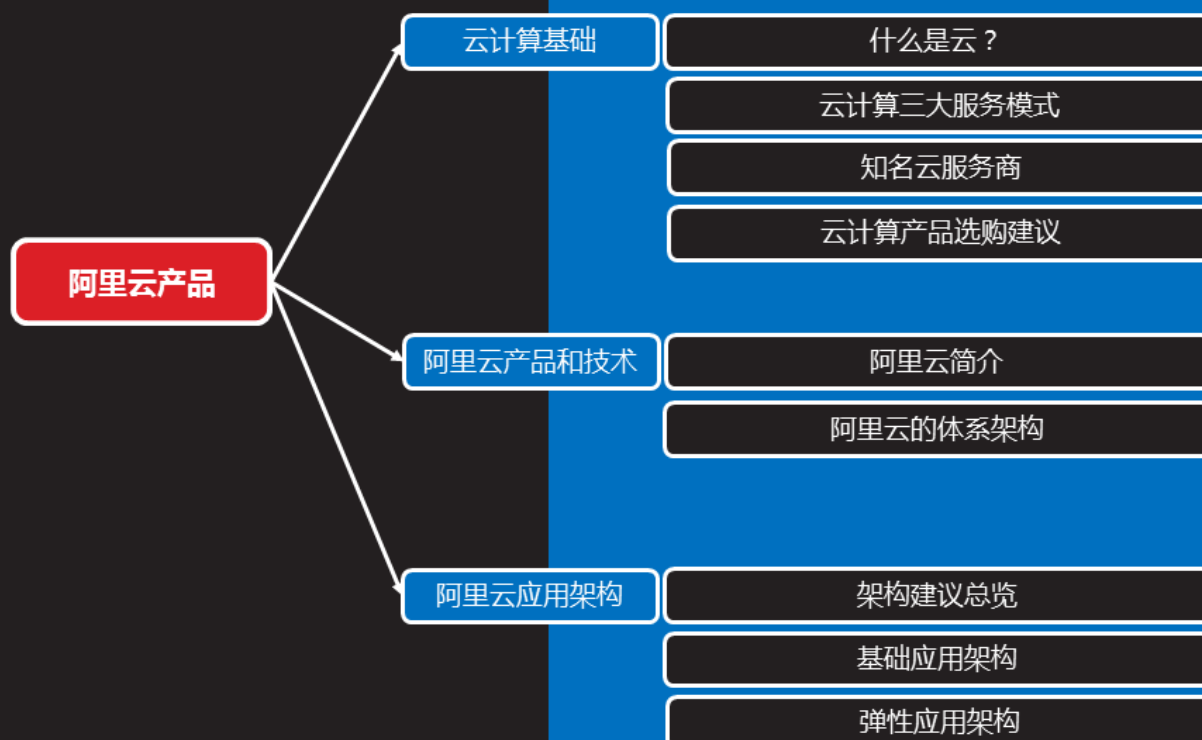 阿里云产品
云计算基础
什么是云？
云计算三大服务模式
知名云服务商
云计算产品选购建议
阿里云产品和技术
阿里云简介
阿里云的体系架构
阿里云应用架构
架构建议总览
基础应用架构
弹性应用架构